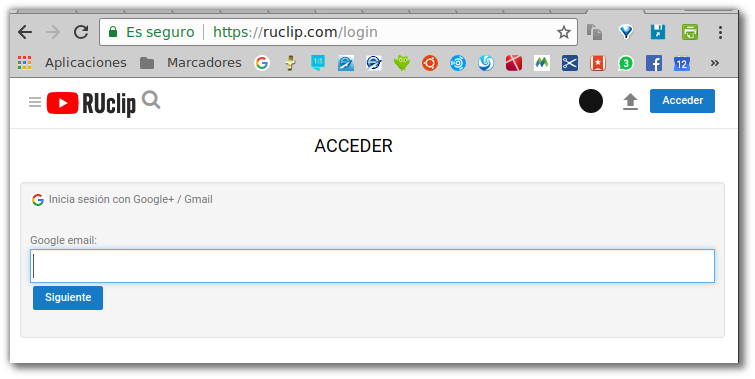 Es seguro https://ruclip.com/login
Aplicaciones Marcadores 3 12 »
RUclip Acceder
ACCEDER
G Inicia sesión con Google+ / Gmail
Google email:
Siguiente